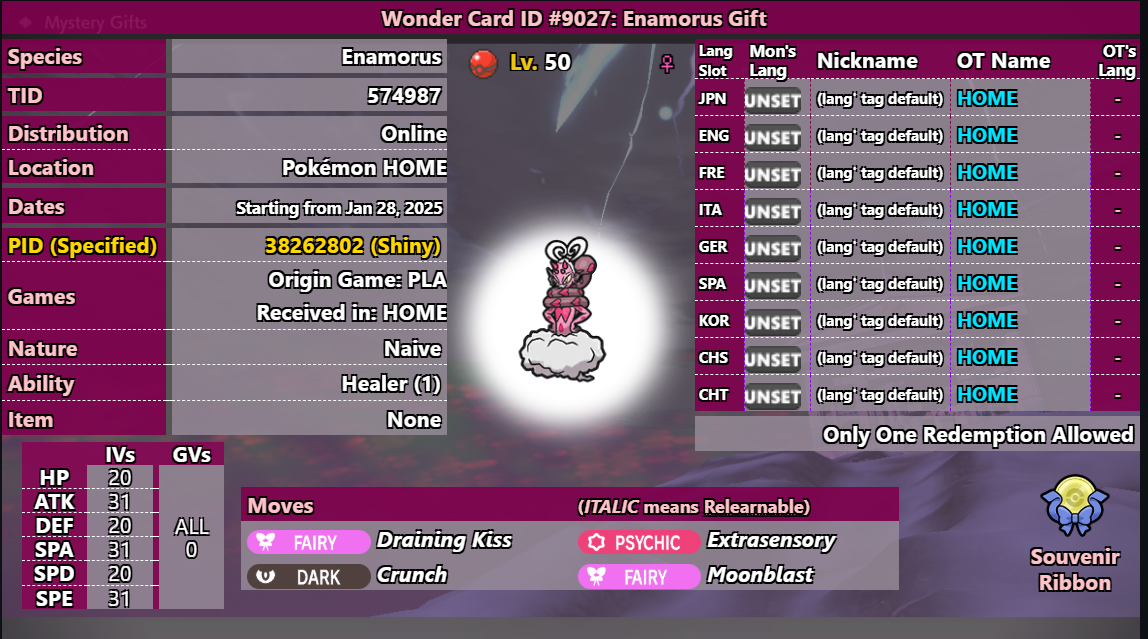 Mystery Gifts
Wonder Card ID #9027: Enamorus Gift
Species Enamorus
TID 574987
Distribution Online
Location Pokémon HOME
Dates Starting from Jan 28, 2025
PID (Specified) 38262802 (Shiny)
Games Origin Game: PLA
Received in: HOME
Nature Naive
Ability Healer (1)
Item None
Lv. 50 ♀
Lang Slot Mon's Lang Nickname OT Name OT's Lang
JPN UNSET (lang' tag default) HOME -
ENG UNSET (lang' tag default) HOME -
FRE UNSET (lang' tag default) HOME -
ITA UNSET (lang' tag default) HOME -
GER UNSET (lang' tag default) HOME -
SPA UNSET (lang' tag default) HOME -
KOR UNSET (lang' tag default) HOME -
CHS UNSET (lang' tag default) HOME -
CHT UNSET (lang' tag default) HOME -
Only One Redemption Allowed
IVs GVs
HP 20
ATK 31
DEF 20
SPA 31
SPD 20
SPE 31
ALL
0
Moves (ITALIC means Relearnable)
FAIRY Draining Kiss PSYCHIC Extrasensory
DARK Crunch FAIRY Moonblast
Souvenir
Ribbon